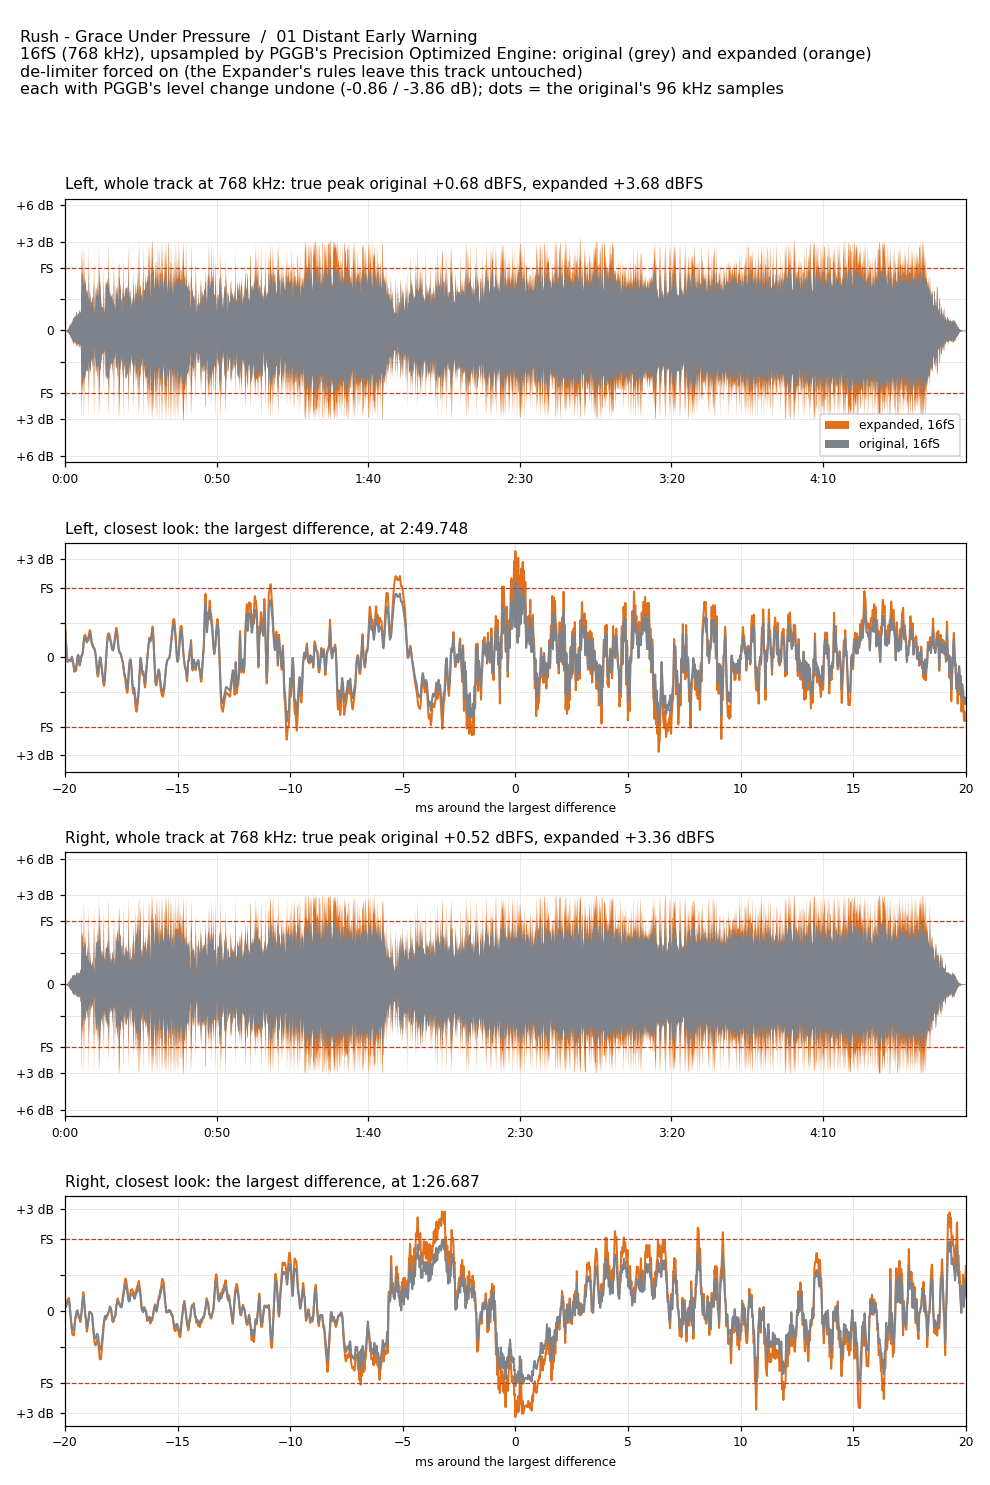 Rush - Grace Under Pressure  /  01 Distant Early Warning
16fS (768 kHz), upsampled by PGGB's Precision Optimized Engine: original (grey) and expanded (orange)
de-limiter forced on (the Expander's rules leave this track untouched)
each with PGGB's level change undone (-0.86 / -3.86 dB); dots = the original's 96 kHz samples
Left, whole track at 768 kHz: true peak original +0.68 dBFS, expanded +3.68 dBFS
+6 dB
+3 dB
FS
0
FS
+3 dB
+6 dB
expanded, 16fS
original, 16fS
0:00 0:50 1:40 2:30 3:20 4:10
Left, closest look: the largest difference, at 2:49.748
+3 dB
FS
0
FS
+3 dB
−20 −15 −10 −5 0 5 10 15 20
ms around the largest difference
Right, whole track at 768 kHz: true peak original +0.52 dBFS, expanded +3.36 dBFS
+6 dB
+3 dB
FS
0
FS
+3 dB
+6 dB
0:00 0:50 1:40 2:30 3:20 4:10
Right, closest look: the largest difference, at 1:26.687
+3 dB
FS
0
FS
+3 dB
−20 −15 −10 −5 0 5 10 15 20
ms around the largest difference